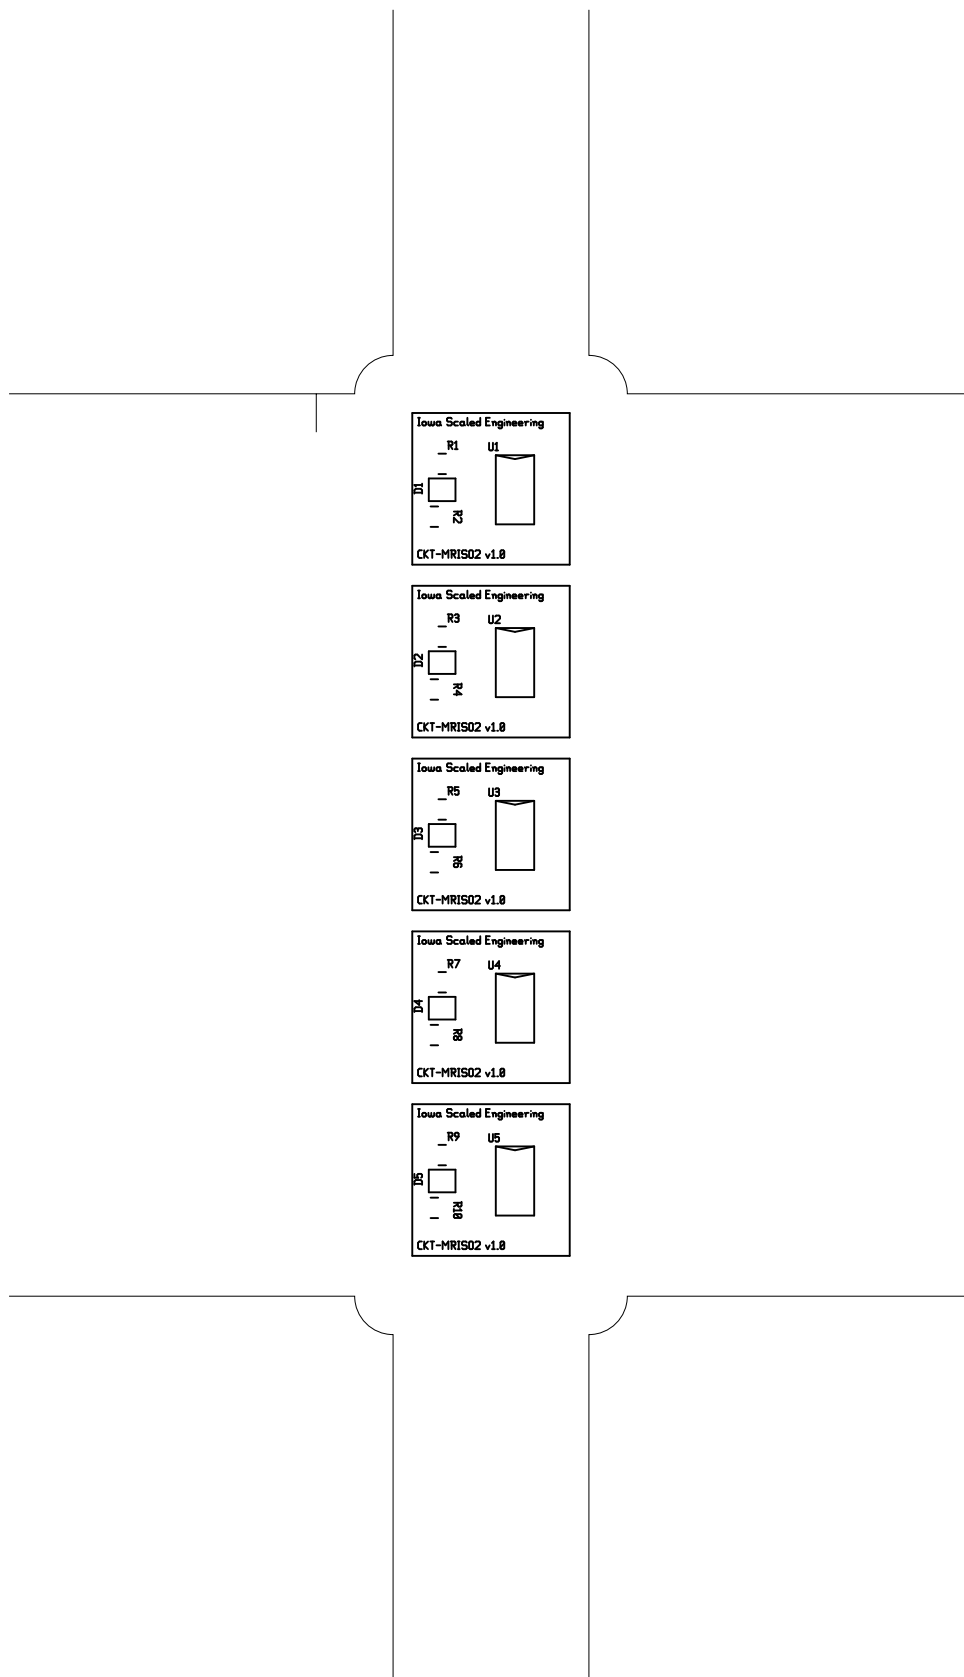 Iowa Scaled Engineering
R1 U1
D1
R2
CKT-MRISO2 v1.0
Iowa Scaled Engineering
R3 U2
D2
R4
CKT-MRISO2 v1.0
Iowa Scaled Engineering
R5 U3
D3
R6
CKT-MRISO2 v1.0
Iowa Scaled Engineering
R7 U4
D4
R8
CKT-MRISO2 v1.0
Iowa Scaled Engineering
R9 U5
D5
R10
CKT-MRISO2 v1.0